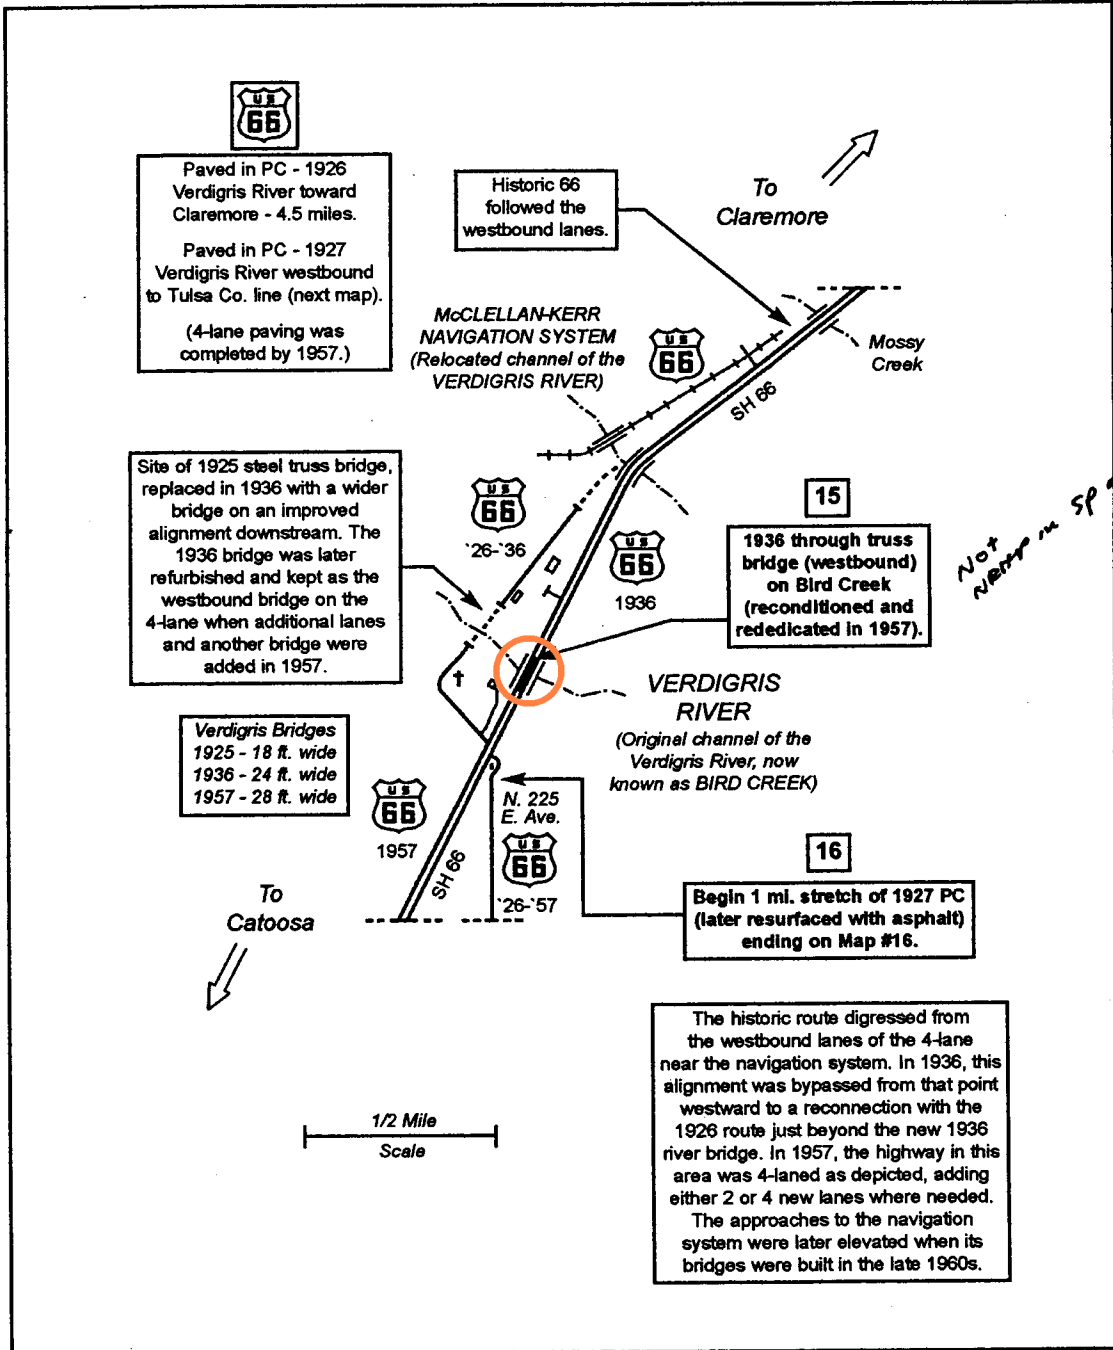 US
66
Paved in PC - 1926
Verdigris River toward
Claremore - 4.5 miles.
Paved in PC - 1927
Verdigris River westbound
to Tulsa Co. line (next map).
(4-lane paving was
completed by 1957.)
Historic 66
followed the
westbound lanes.
To
Claremore
McCLELLAN-KERR
NAVIGATION SYSTEM
(Relocated channel of the
VERDIGRIS RIVER)
US
66
Mossy
Creek
SH 66
Site of 1925 steel truss bridge,
replaced in 1936 with a wider
bridge on an improved
alignment downstream. The
1936 bridge was later
refurbished and kept as the
westbound bridge on the
4-lane when additional lanes
and another bridge were
added in 1957.
US
66
'26-'36
US
66
1936
15
1936 through truss
bridge (westbound)
on Bird Creek
(reconditioned and
rededicated in 1957).
Not
in SP
VERDIGRIS
RIVER
(Original channel of the
Verdigris River, now
known as BIRD CREEK)
Verdigris Bridges
1925 - 18 ft. wide
1936 - 24 ft. wide
1957 - 28 ft. wide
US
66
1957
SH 66
N. 225
E. Ave.
US
66
'26-'57
To
Catoosa
16
Begin 1 mi. stretch of 1927 PC
(later resurfaced with asphalt)
ending on Map #16.
1/2 Mile
Scale
The historic route digressed from
the westbound lanes of the 4-lane
near the navigation system. In 1936, this
alignment was bypassed from that point
westward to a reconnection with the
1926 route just beyond the new 1936
river bridge. In 1957, the highway in this
area was 4-laned as depicted, adding
either 2 or 4 new lanes where needed.
The approaches to the navigation
system were later elevated when its
bridges were built in the late 1960s.